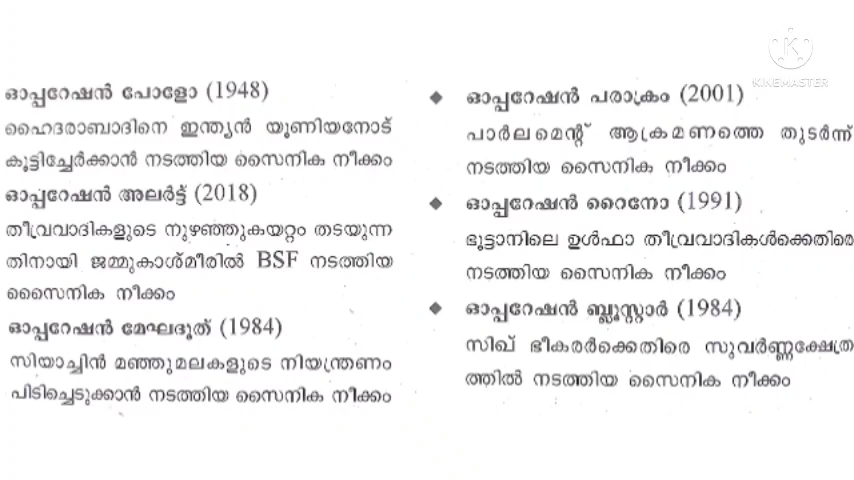 ഓപ്പറേഷൻ പോളോ (1948)
ഹൈദരാബാദിനെ ഇന്ത്യൻ യൂണിയനോട്
കൂട്ടിച്ചേർക്കാൻ നടത്തിയ സൈനിക നീക്കം
ഓപ്പറേഷൻ അലർട്ട് (2018)
തീവ്രവാദികളുടെ നുഴഞ്ഞുകയറ്റം തടയുന്ന
തിനായി ജമ്മുകാശ്മീരിൽ BSF നടത്തിയ
സൈനിക നീക്കം
ഓപ്പറേഷൻ മേഘദൂത് (1984)
സിയാച്ചിൻ മഞ്ഞുമലകളുടെ നിയന്ത്രണം
പിടിച്ചെടുക്കാൻ നടത്തിയ സൈനിക നീക്കം
◆ ഓപ്പറേഷൻ പരാക്രം (2001)
പാർലമെന്റ് ആക്രമണത്തെ തുടർന്ന്
നടത്തിയ സൈനിക നീക്കം
◆ ഓപ്പറേഷൻ റൈനോ (1991)
ഭൂട്ടാനിലെ ഉൾഫാ തീവ്രവാദികൾക്കെതിരെ
നടത്തിയ സൈനിക നീക്കം
◆ ഓപ്പറേഷൻ ബ്ലൂസ്റ്റാർ (1984)
സിഖ് ഭീകരർക്കെതിരെ സുവർണ്ണക്ഷേത്ര
ത്തിൽ നടത്തിയ സൈനിക നീക്കം
KINEMASTER